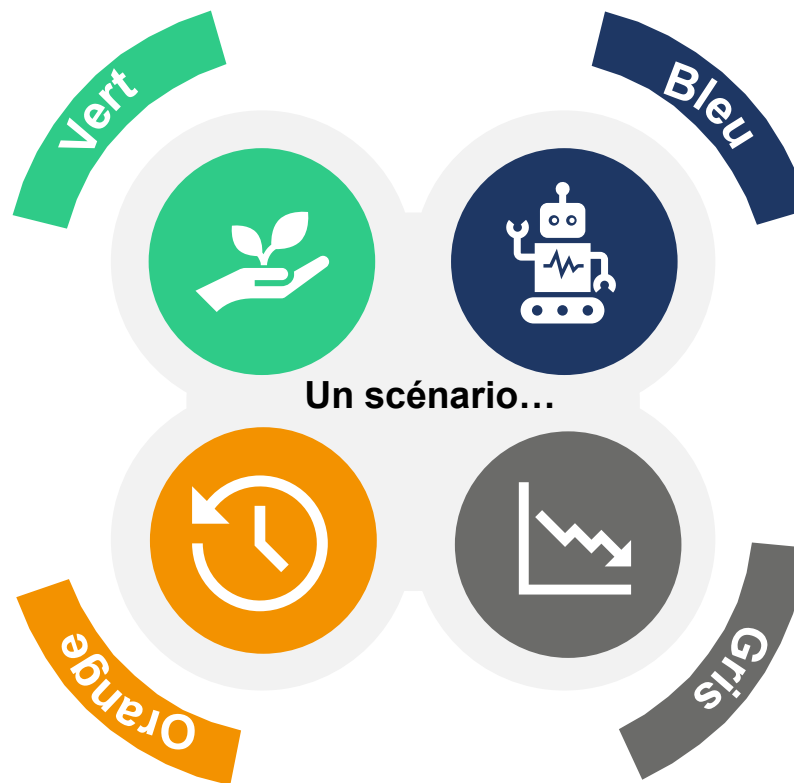 Vert
Bleu
Un scénario…
Orange
Gris